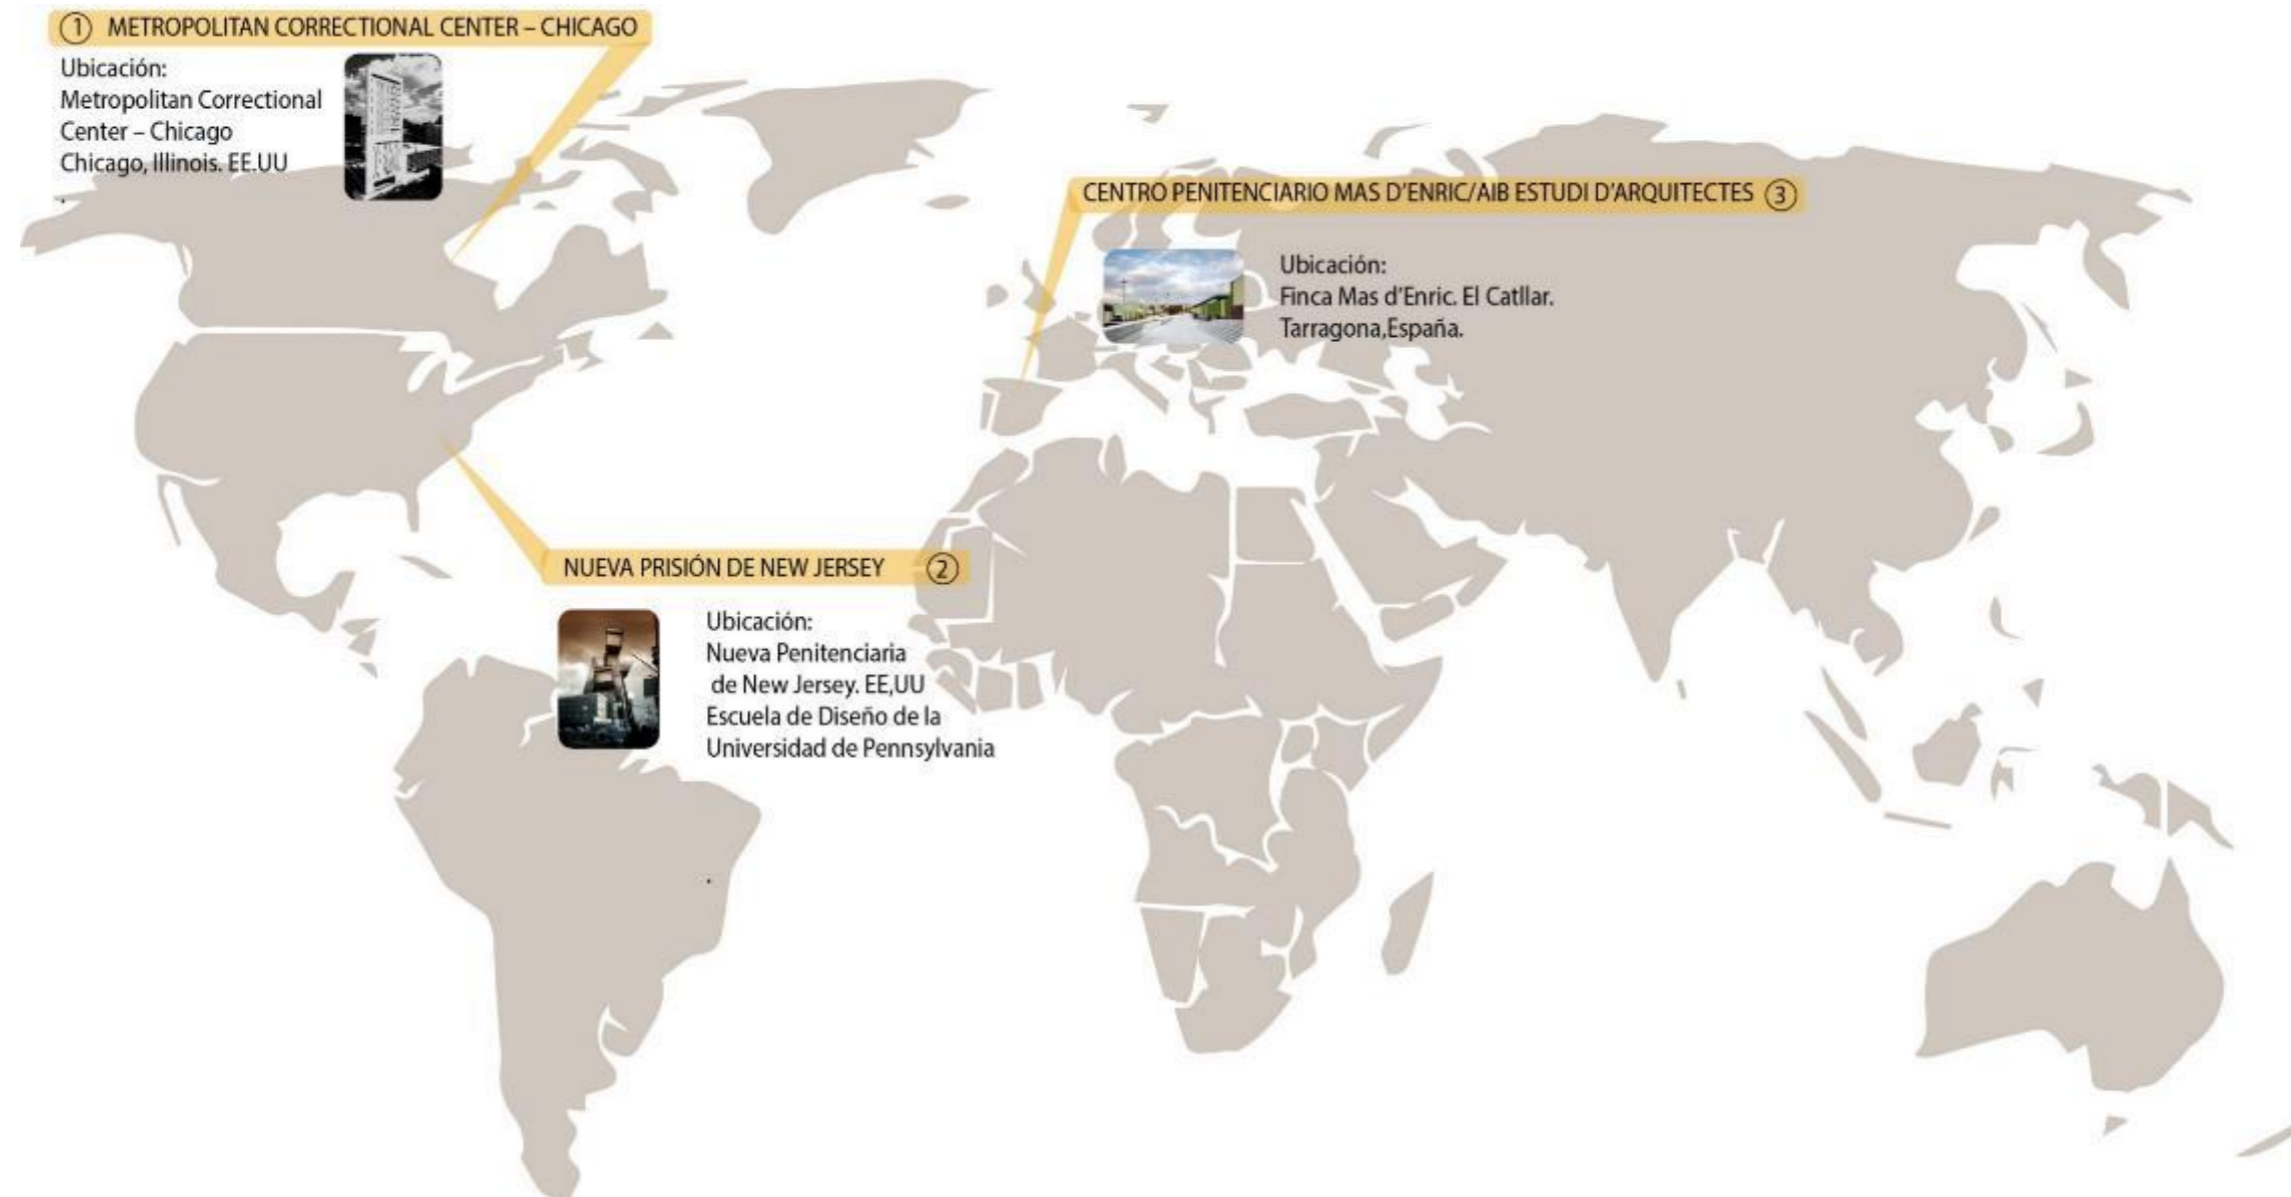 ① METROPOLITAN CORRECTIONAL CENTER – CHICAGO
Ubicación:
Metropolitan Correctional
Center – Chicago
Chicago, Illinois. EE.UU
.
CENTRO PENITENCIARIO MAS D'ENRIC/AIB ESTUDI D'ARQUITECTES ③
Ubicación:
Finca Mas d'Enric. El Catllar.
Tarragona,España.
NUEVA PRISIÓN DE NEW JERSEY ②
Ubicación:
Nueva Penitenciaria
de New Jersey. EE,UU
Escuela de Diseño de la
Universidad de Pennsylvania